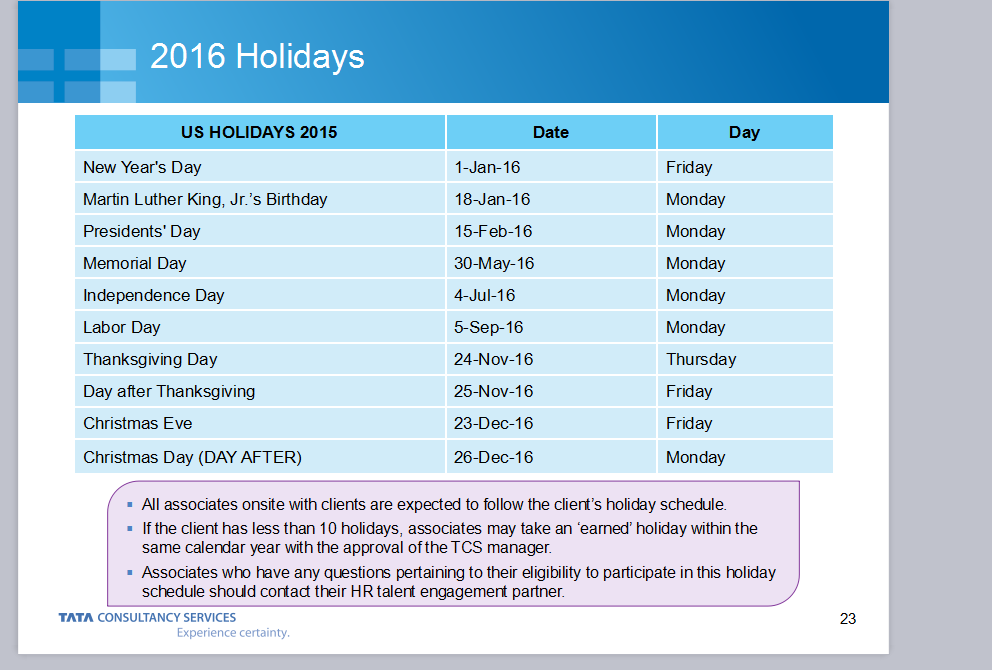 2016 Holidays
US HOLIDAYS 2015 Date Day
New Year's Day 1-Jan-16 Friday
Martin Luther King, Jr.’s Birthday 18-Jan-16 Monday
Presidents' Day 15-Feb-16 Monday
Memorial Day 30-May-16 Monday
Independence Day 4-Jul-16 Monday
Labor Day 5-Sep-16 Monday
Thanksgiving Day 24-Nov-16 Thursday
Day after Thanksgiving 25-Nov-16 Friday
Christmas Eve 23-Dec-16 Friday
Christmas Day (DAY AFTER) 26-Dec-16 Monday
▪ All associates onsite with clients are expected to follow the client’s holiday schedule.
▪ If the client has less than 10 holidays, associates may take an ‘earned’ holiday within the
same calendar year with the approval of the TCS manager.
▪ Associates who have any questions pertaining to their eligibility to participate in this holiday
schedule should contact their HR talent engagement partner.
TATA CONSULTANCY SERVICES
Experience certainty.
23